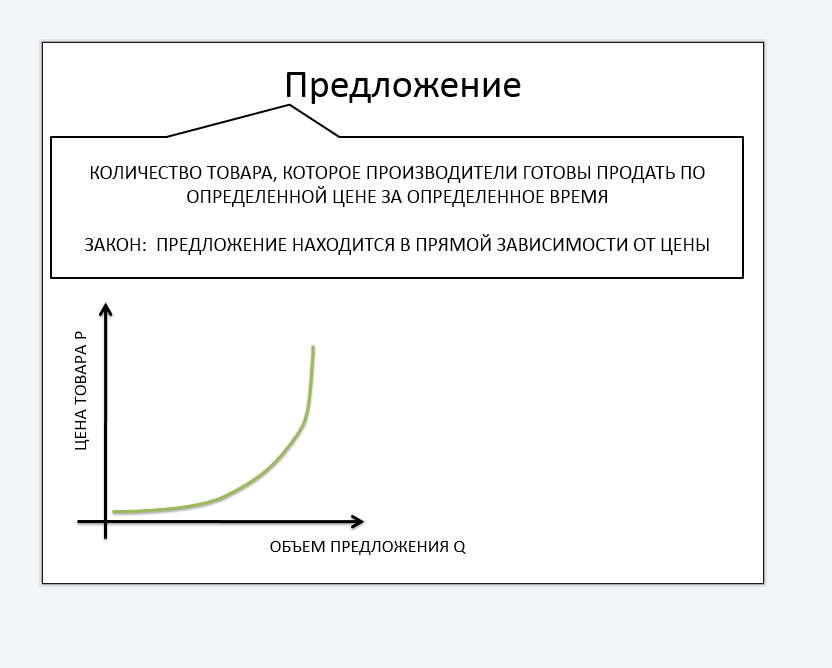 Предложение
КОЛИЧЕСТВО ТОВАРА, КОТОРОЕ ПРОИЗВОДИТЕЛИ ГОТОВЫ ПРОДАТЬ ПО
ОПРЕДЕЛЕННОЙ ЦЕНЕ ЗА ОПРЕДЕЛЕННОЕ ВРЕМЯ
ЗАКОН: ПРЕДЛОЖЕНИЕ НАХОДИТСЯ В ПРЯМОЙ ЗАВИСИМОСТИ ОТ ЦЕНЫ
ЦЕНА ТОВАРА P
ОБЪЕМ ПРЕДЛОЖЕНИЯ Q